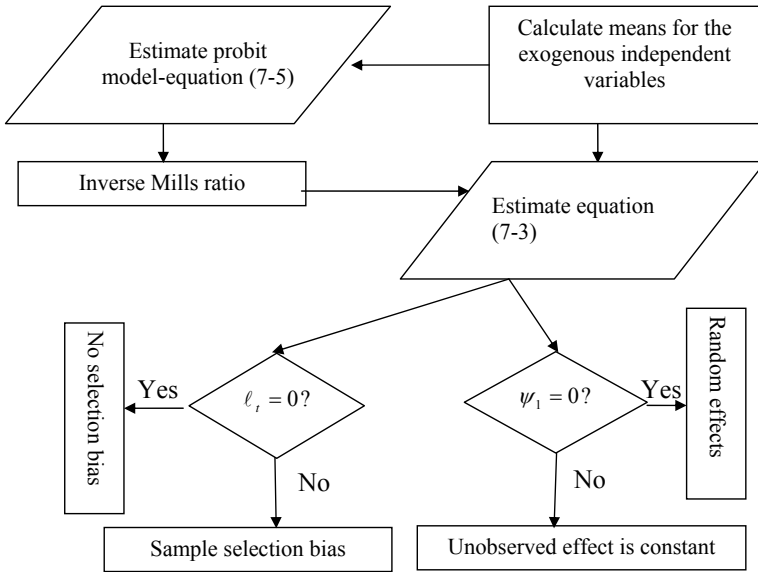 Estimate probit
model-equation (7-5)
Calculate means for the
exogenous independent
variables
Inverse Mills ratio
Estimate equation
(7-3)
No selection bias
Yes
ℓ_t = 0?
ψ_1 = 0?
Yes
Random effects
No
No
Sample selection bias
Unobserved effect is constant